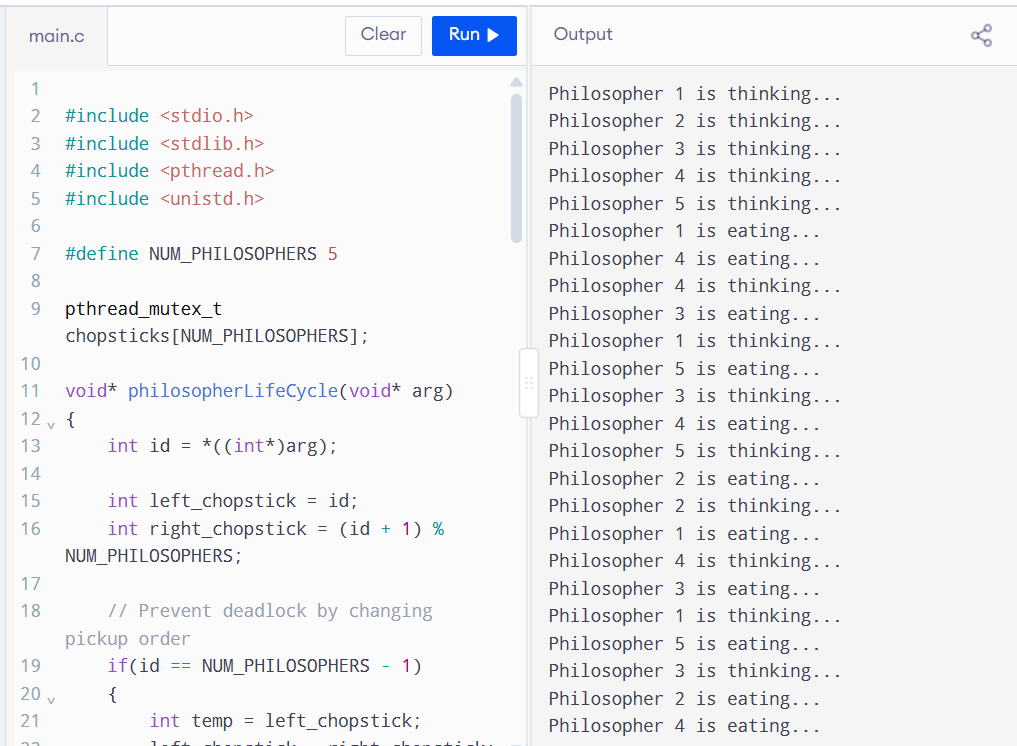 main.c
Clear
Run
Output
1
2 #include <stdio.h>
3 #include <stdlib.h>
4 #include <pthread.h>
5 #include <unistd.h>
6
7 #define NUM_PHILOSOPHERS 5
8
9 pthread_mutex_t
chopsticks[NUM_PHILOSOPHERS];
10
11 void* philosopherLifeCycle(void* arg)
12 {
13 int id = *((int*)arg);
14
15 int left_chopstick = id;
16 int right_chopstick = (id + 1) %
NUM_PHILOSOPHERS;
17
18 // Prevent deadlock by changing
pickup order
19 if(id == NUM_PHILOSOPHERS - 1)
20 {
21 int temp = left_chopstick;
Philosopher 1 is thinking...
Philosopher 2 is thinking...
Philosopher 3 is thinking...
Philosopher 4 is thinking...
Philosopher 5 is thinking...
Philosopher 1 is eating...
Philosopher 4 is eating...
Philosopher 4 is thinking...
Philosopher 3 is eating...
Philosopher 1 is thinking...
Philosopher 5 is eating...
Philosopher 3 is thinking...
Philosopher 4 is eating...
Philosopher 5 is thinking...
Philosopher 2 is eating...
Philosopher 2 is thinking...
Philosopher 1 is eating...
Philosopher 4 is thinking...
Philosopher 3 is eating...
Philosopher 1 is thinking...
Philosopher 5 is eating...
Philosopher 3 is thinking...
Philosopher 2 is eating...
Philosopher 4 is eating...